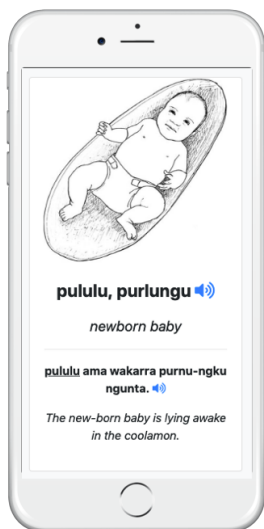 pululu, purlungu
newborn baby
pululu ama wakarra purnu-ngku
ngunta.
The new-born baby is lying awake
in the coolamon.